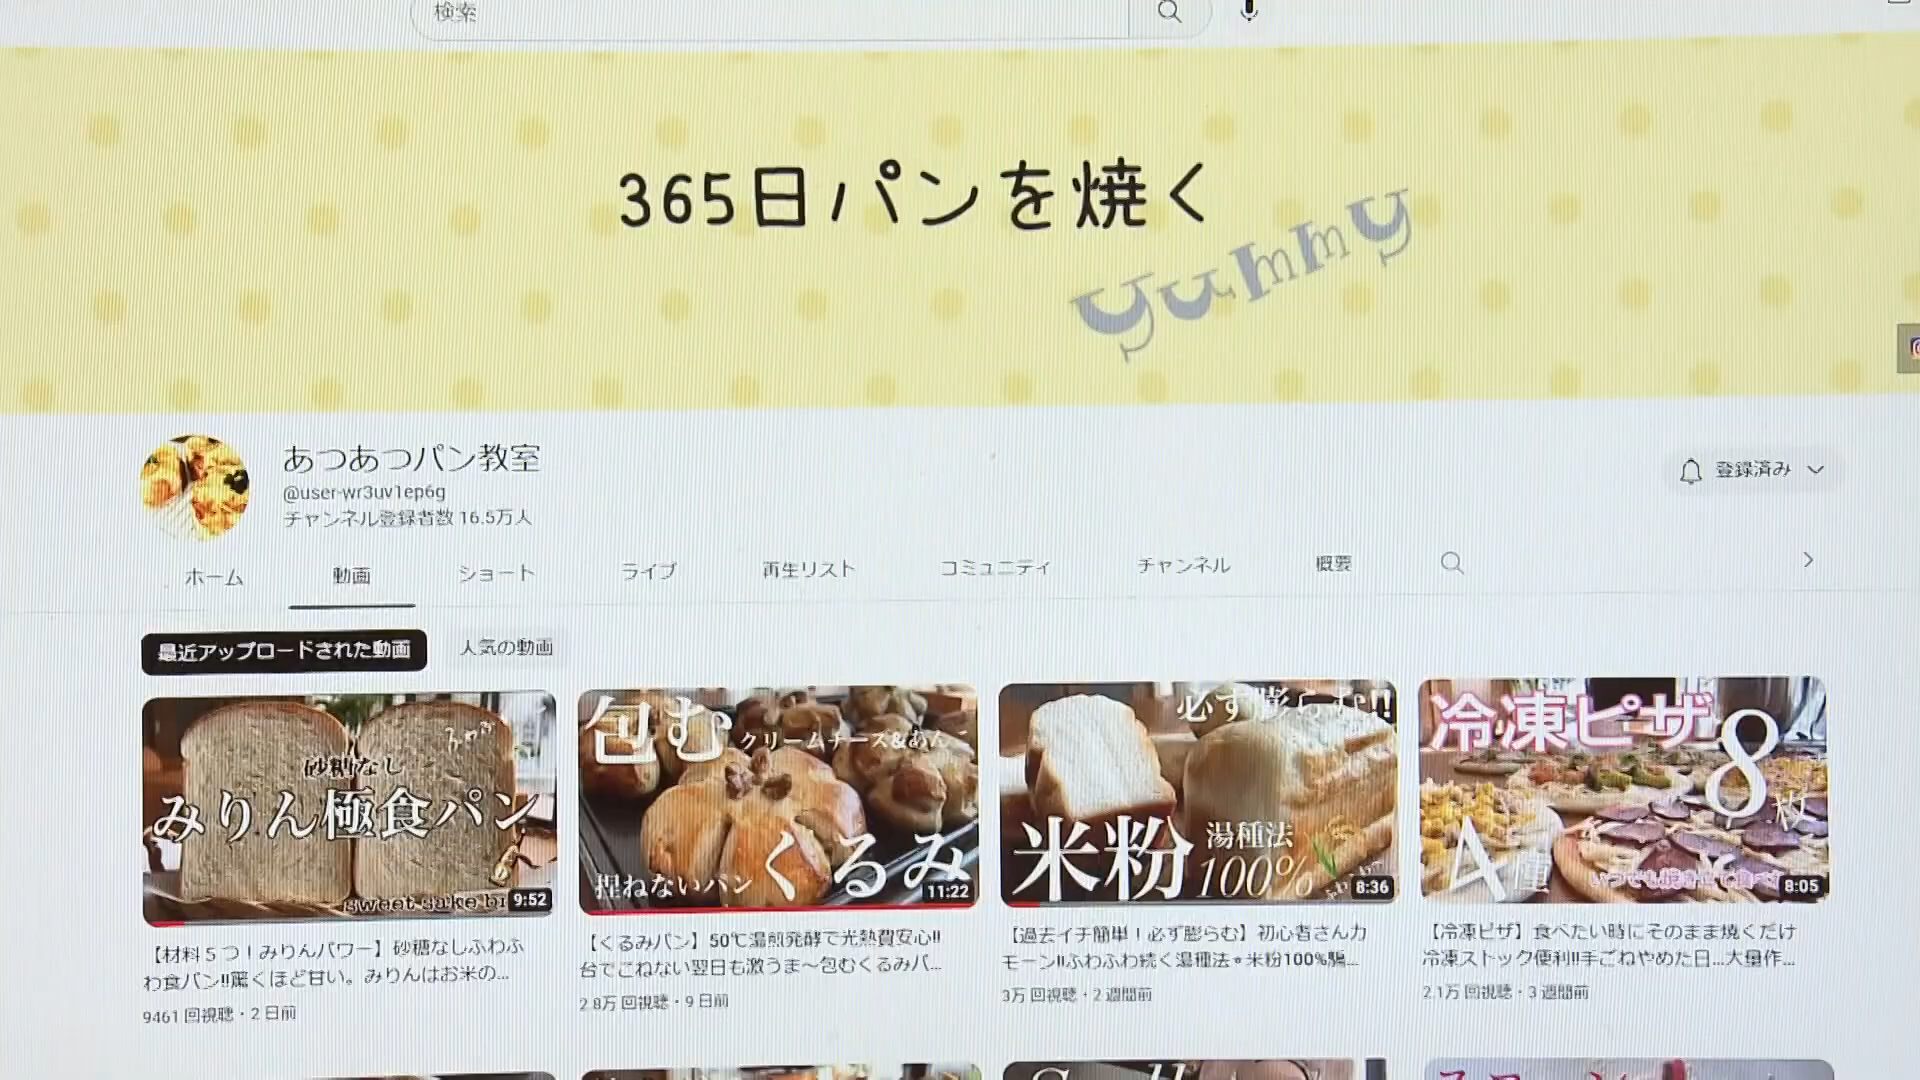 検索
365日パンを焼く
yummy
あつあつパン教室
@user-wr3uv1ep6g
チャンネル登録者数 16.5万人
登録済み
ホーム 動画 ショート ライブ 再生リスト コミュニティ チャンネル 概要
最近アップロードされた動画 人気の動画
砂糖なし
みりん極食パン
9:52
包む
クリームチーズ&あん
くるみ
捏ねないパン
11:22
必ず膨らむ!!
米粉
湯種法
100%
8:36
冷凍ピザ
8枚
4種
8:05
【材料5つ!みりんパワー】砂糖なしふわふ
わ食パン!!驚くほど甘い。みりんはお米の...
9461 回視聴・2 日前
【くるみパン】50℃湯煎発酵で光熱費安心!!
台でこねない翌日も激うま～包むくるみパ...
2.8万 回視聴・9 日前
【過去イチ簡単!必ず膨らむ】初心者さんカ
モーン!!ふわふわ続く湯種法*米粉100%騙...
3万 回視聴・2 週間前
【冷凍ピザ】食べたい時にそのまま焼くだけ
冷凍ストック便利!!手ごねやめた日...大量作...
2.1万 回視聴・3 週間前